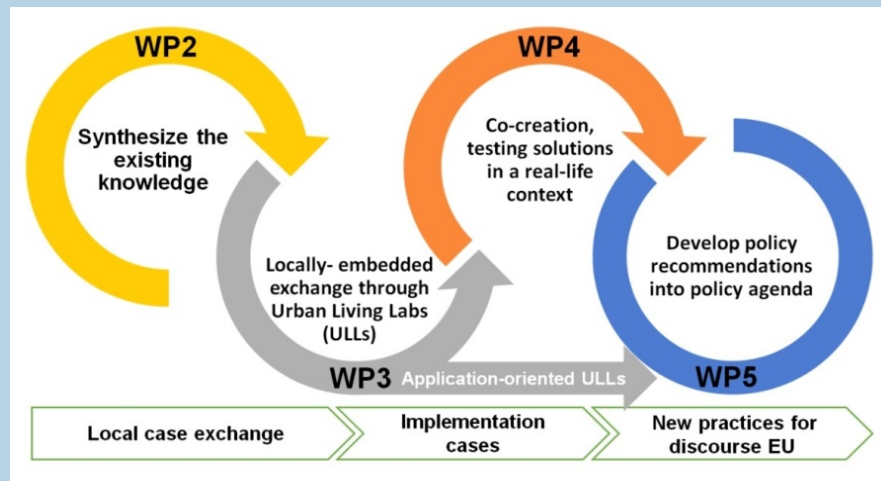 WP2
Synthesize the
existing
knowledge
WP4
Co-creation,
testing solutions
in a real-life
context
Locally- embedded
exchange through
Urban Living Labs
(ULLs)
Develop policy
recommendations
into policy agenda
WP3
Application-oriented ULLs
WP5
Local case exchange
Implementation
cases
New practices for
discourse EU